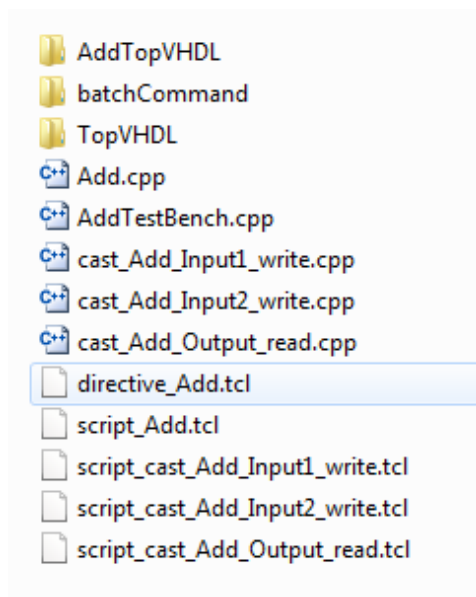 AddTopVHDL
batchCommand
TopVHDL
Add.cpp
AddTestBench.cpp
cast_Add_Input1_write.cpp
cast_Add_Input2_write.cpp
cast_Add_Output_read.cpp
directive_Add.tcl
script_Add.tcl
script_cast_Add_Input1_write.tcl
script_cast_Add_Input2_write.tcl
script_cast_Add_Output_read.tcl